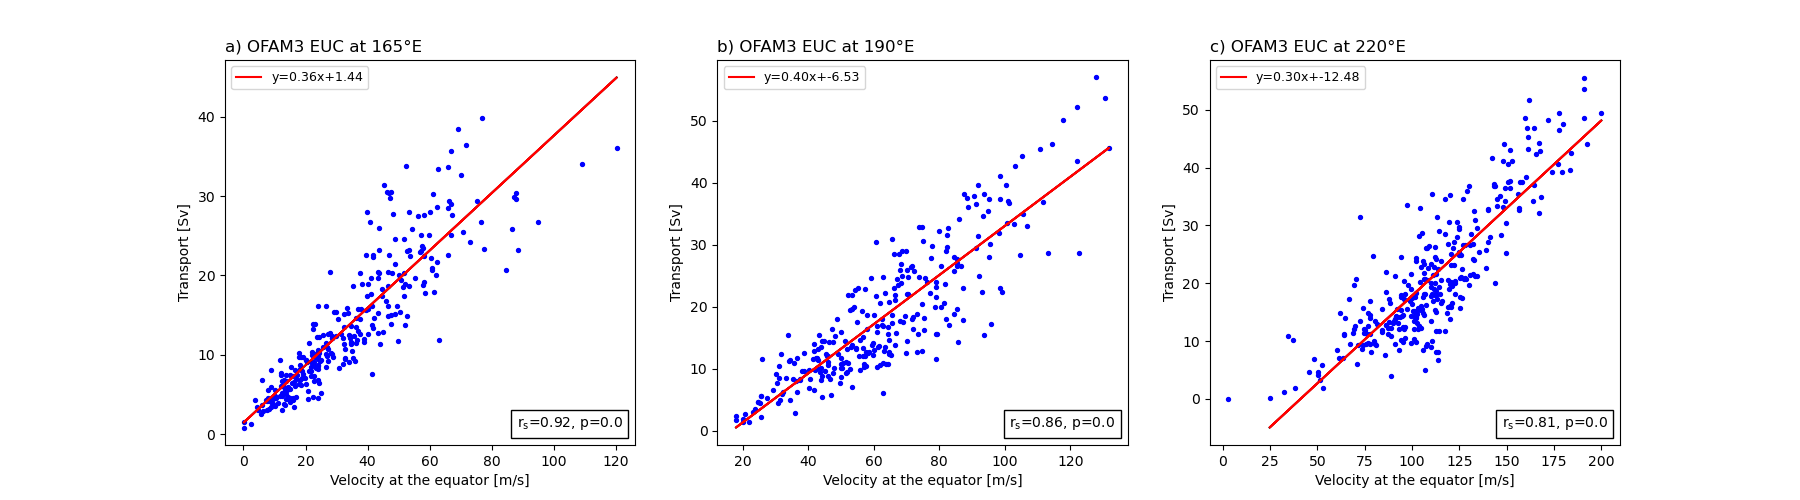 a) OFAM3 EUC at 165°E
y=0.36x+1.44
Transport [Sv]
40
30
20
10
0
rs=0.92, p=0.0
0 20 40 60 80 100 120
Velocity at the equator [m/s]
b) OFAM3 EUC at 190°E
y=0.40x+-6.53
Transport [Sv]
50
40
30
20
10
0
rs=0.86, p=0.0
20 40 60 80 100 120
Velocity at the equator [m/s]
c) OFAM3 EUC at 220°E
y=0.30x+-12.48
Transport [Sv]
50
40
30
20
10
0
rs=0.81, p=0.0
0 25 50 75 100 125 150 175 200
Velocity at the equator [m/s]